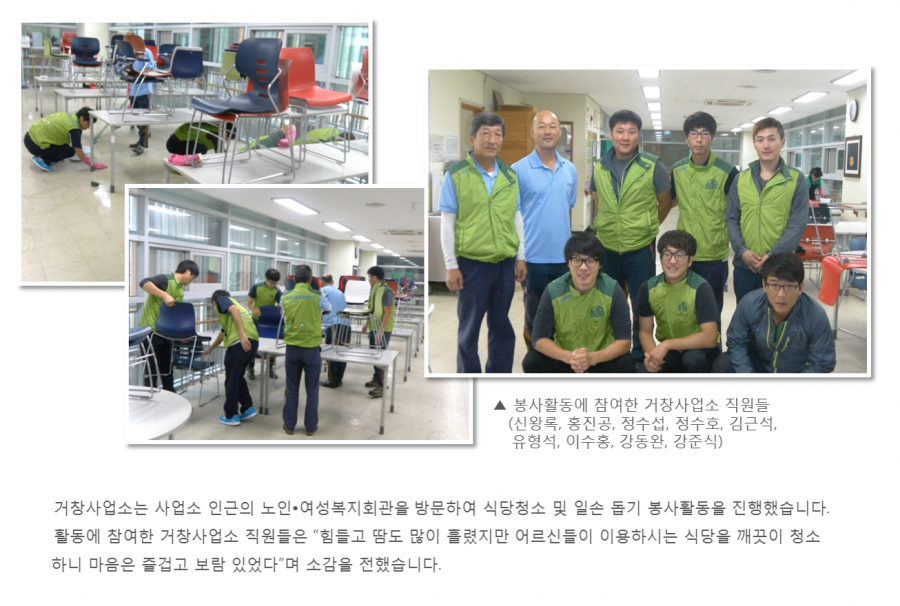 ▲ 봉사활동에 참여한 거창사업소 직원들
(신왕록, 홍진공, 정수섭, 정수호, 김근석,
유형석, 이수홍, 강동완, 강준식)
거창사업소는 사업소 인근의 노인•여성복지회관을 방문하여 식당청소 및 일손 돕기 봉사활동을 진행했습니다.
활동에 참여한 거창사업소 직원들은 “힘들고 땀도 많이 흘렸지만 어르신들이 이용하시는 식당을 깨끗이 청소
하니 마음은 즐겁고 보람 있었다”며 소감을 전했습니다.